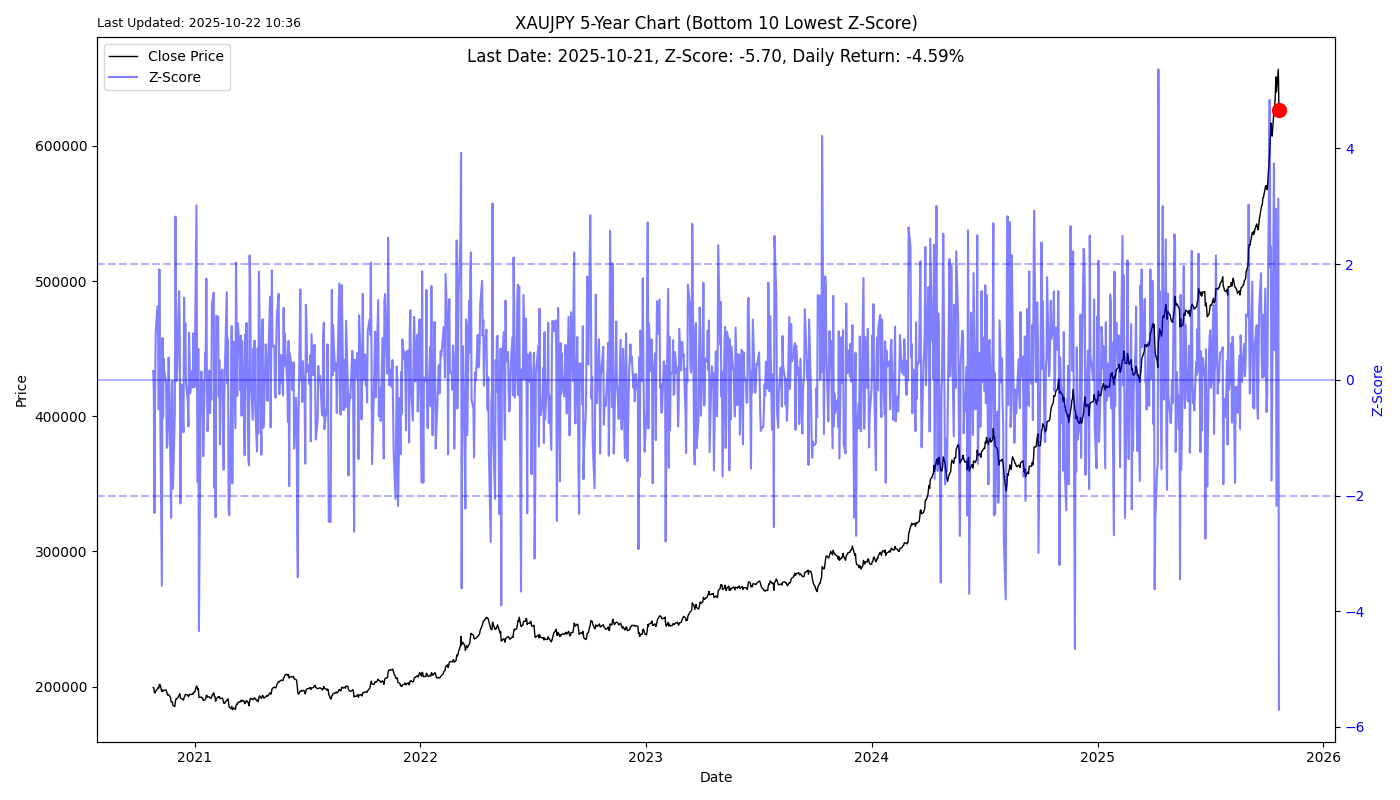 Last Updated: 2025-10-22 10:36
XAUJPY 5-Year Chart (Bottom 10 Lowest Z-Score)
Last Date: 2025-10-21, Z-Score: -5.70, Daily Return: -4.59%
Close Price
Z-Score
Price
600000
500000
400000
300000
200000
4
2
0
−2
−4
−6
Z-Score
2021
2022
2023
2024
2025
2026
Date